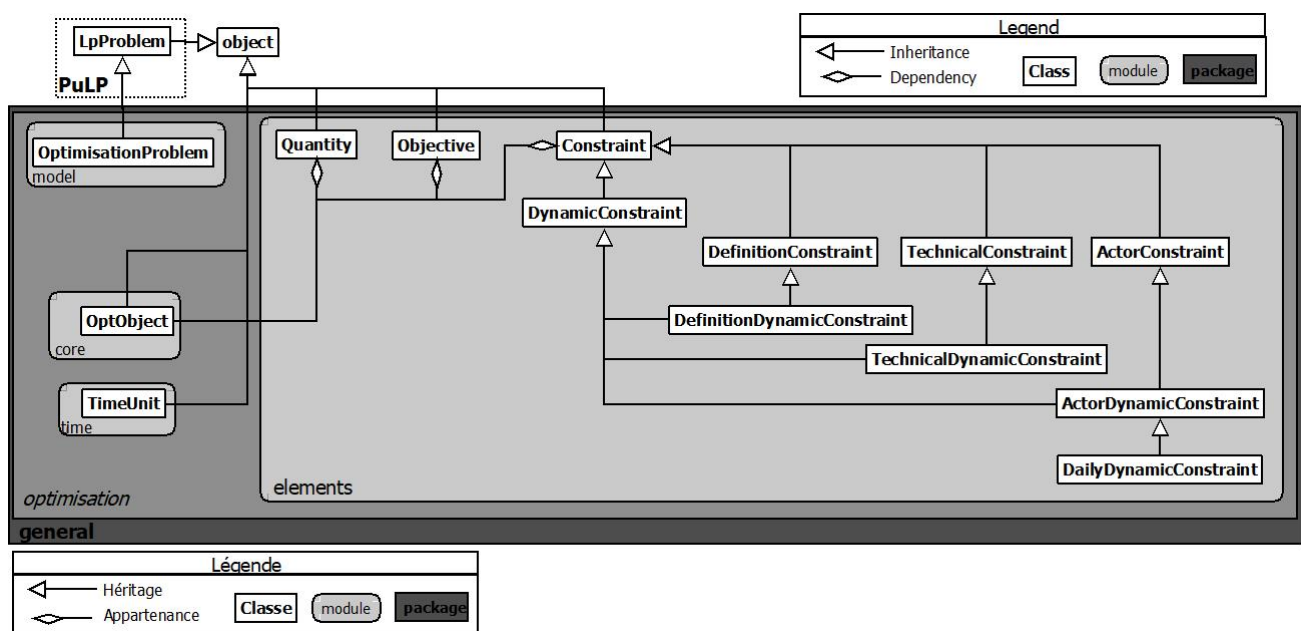 LpProblem
object
PuLP
Legend
Inheritance
Dependency
Class
module
package
OptimisationProblem
model
Quantity
Objective
Constraint
DynamicConstraint
DefinitionConstraint
TechnicalConstraint
ActorConstraint
OptObject
core
DefinitionDynamicConstraint
TechnicalDynamicConstraint
TimeUnit
time
ActorDynamicConstraint
DailyDynamicConstraint
optimisation
elements
general
Légende
Héritage
Appartenance
Classe
module
package